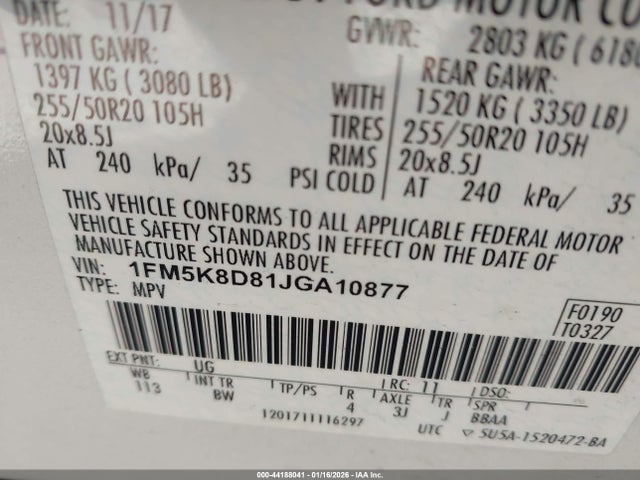 FORD MOTOR CO
DATE: 11/17 GVWR: 2803 KG ( 6180
FRONT GAWR: REAR GAWR:
1397 KG ( 3080 LB) WITH 1520 KG ( 3350 LB)
255/50R20 105H TIRES 255/50R20 105H
20x8.5J RIMS 20x8.5J
AT 240 kPa/ 35 PSI COLD AT 240 kPa/ 35
THIS VEHICLE CONFORMS TO ALL APPLICABLE FEDERAL MOTOR
VEHICLE SAFETY STANDARDS IN EFFECT ON THE DATE OF
MANUFACTURE SHOWN ABOVE.
VIN: 1FM5K8D81JGA10877
TYPE: MPV
F0190
T0327
EXT PNT: UG RC: 11 DSO:
WB INT TR TP/PS R AXLE TR SPR
113 BW 4 3J J BBAA
1201711116297 UTC ▽ 5U5A-1520472-BA
000-44188041 - 01/16/2026 - IAA Inc.